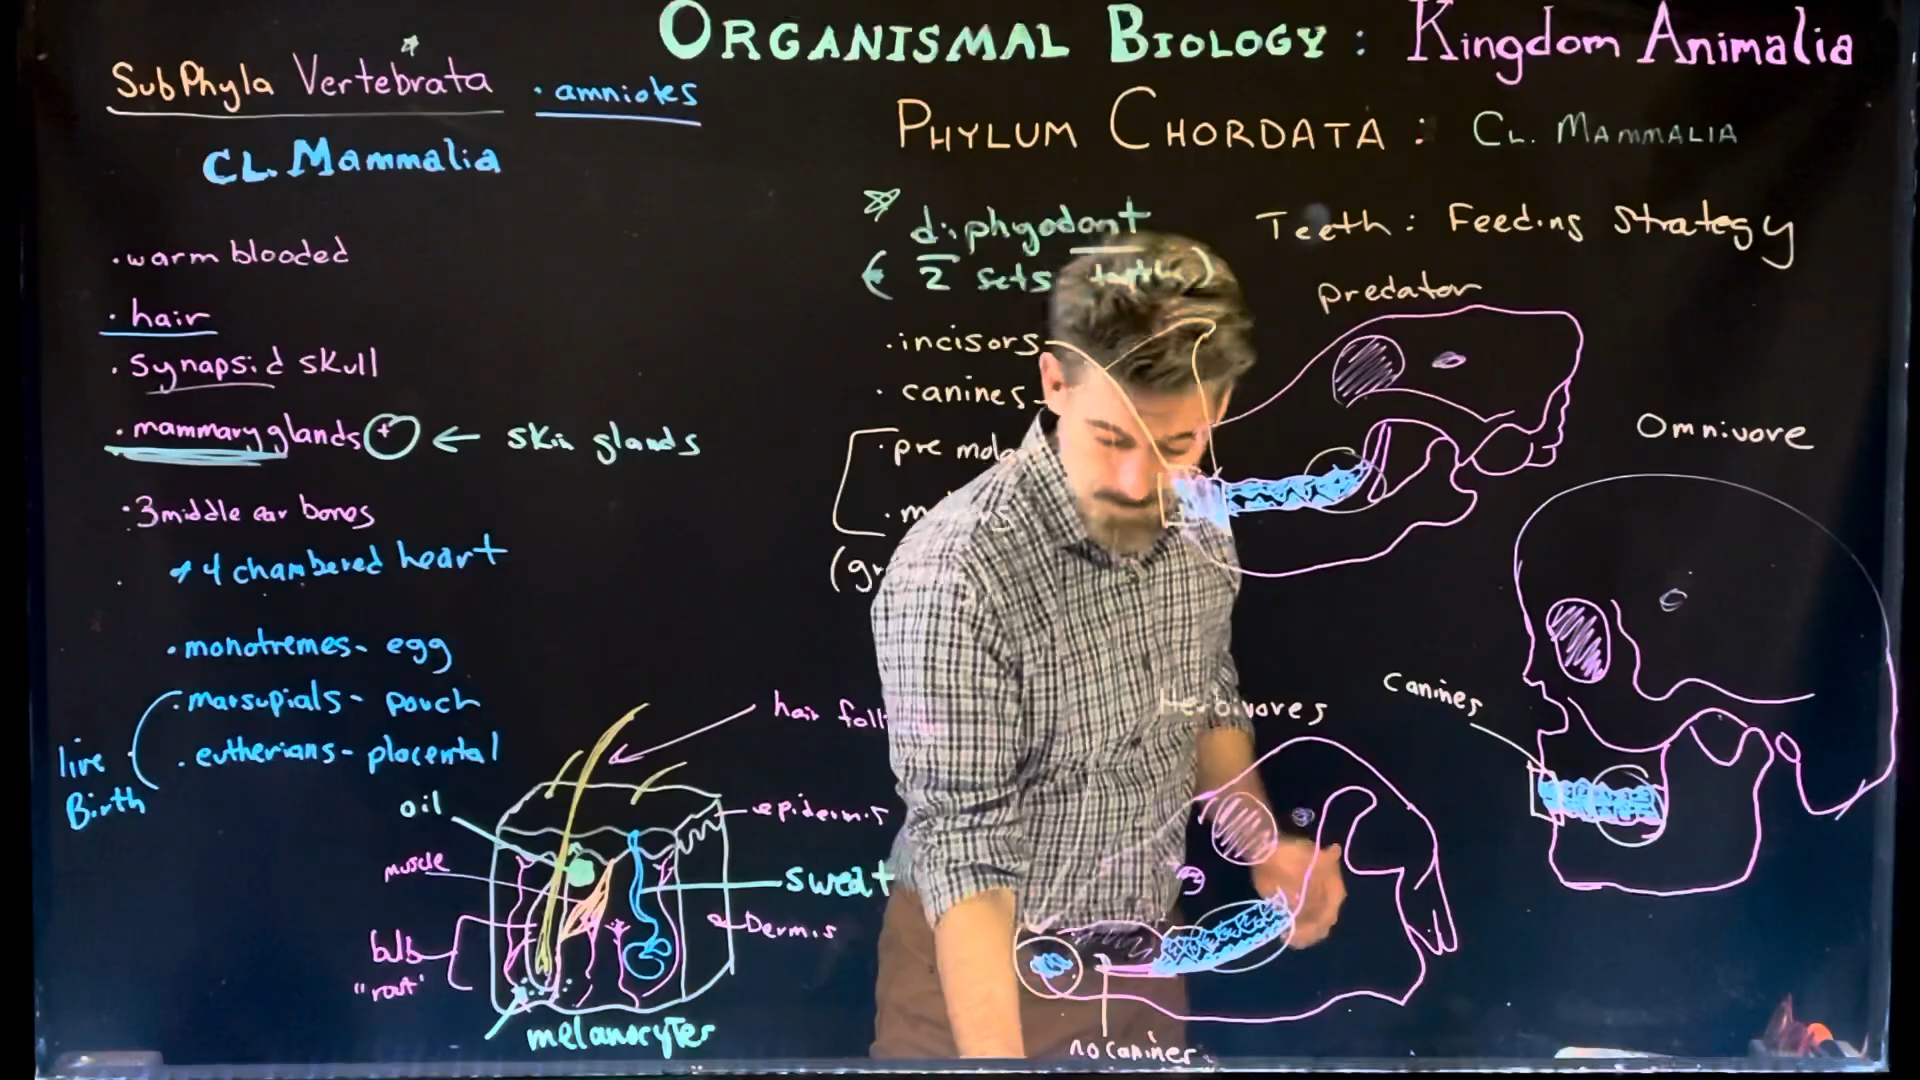 ORGANISMAL BIOLOGY: Kingdom Animalia
PHYLUM CHORDATA: CL. MAMMALIA
SubPhyla Vertebrata
· amniotes
CL. Mammalia
· warm blooded
· hair
· Synapsid skull
· mammary glands + ← skin glands
· 3 middle ear bones
4 chambered heart
· monotremes - egg
· marsupials - pouch
· eutherians - placental
live
Birth
hair
oil
muscle
bulb
"root"
epidermis
sweat
Dermis
melanocytes
diphyodont
( 2 sets
· incisors
· canines
· pre
Teeth: Feeding Strategy
predator
Omnivore
Canines
Herbivores
no canines